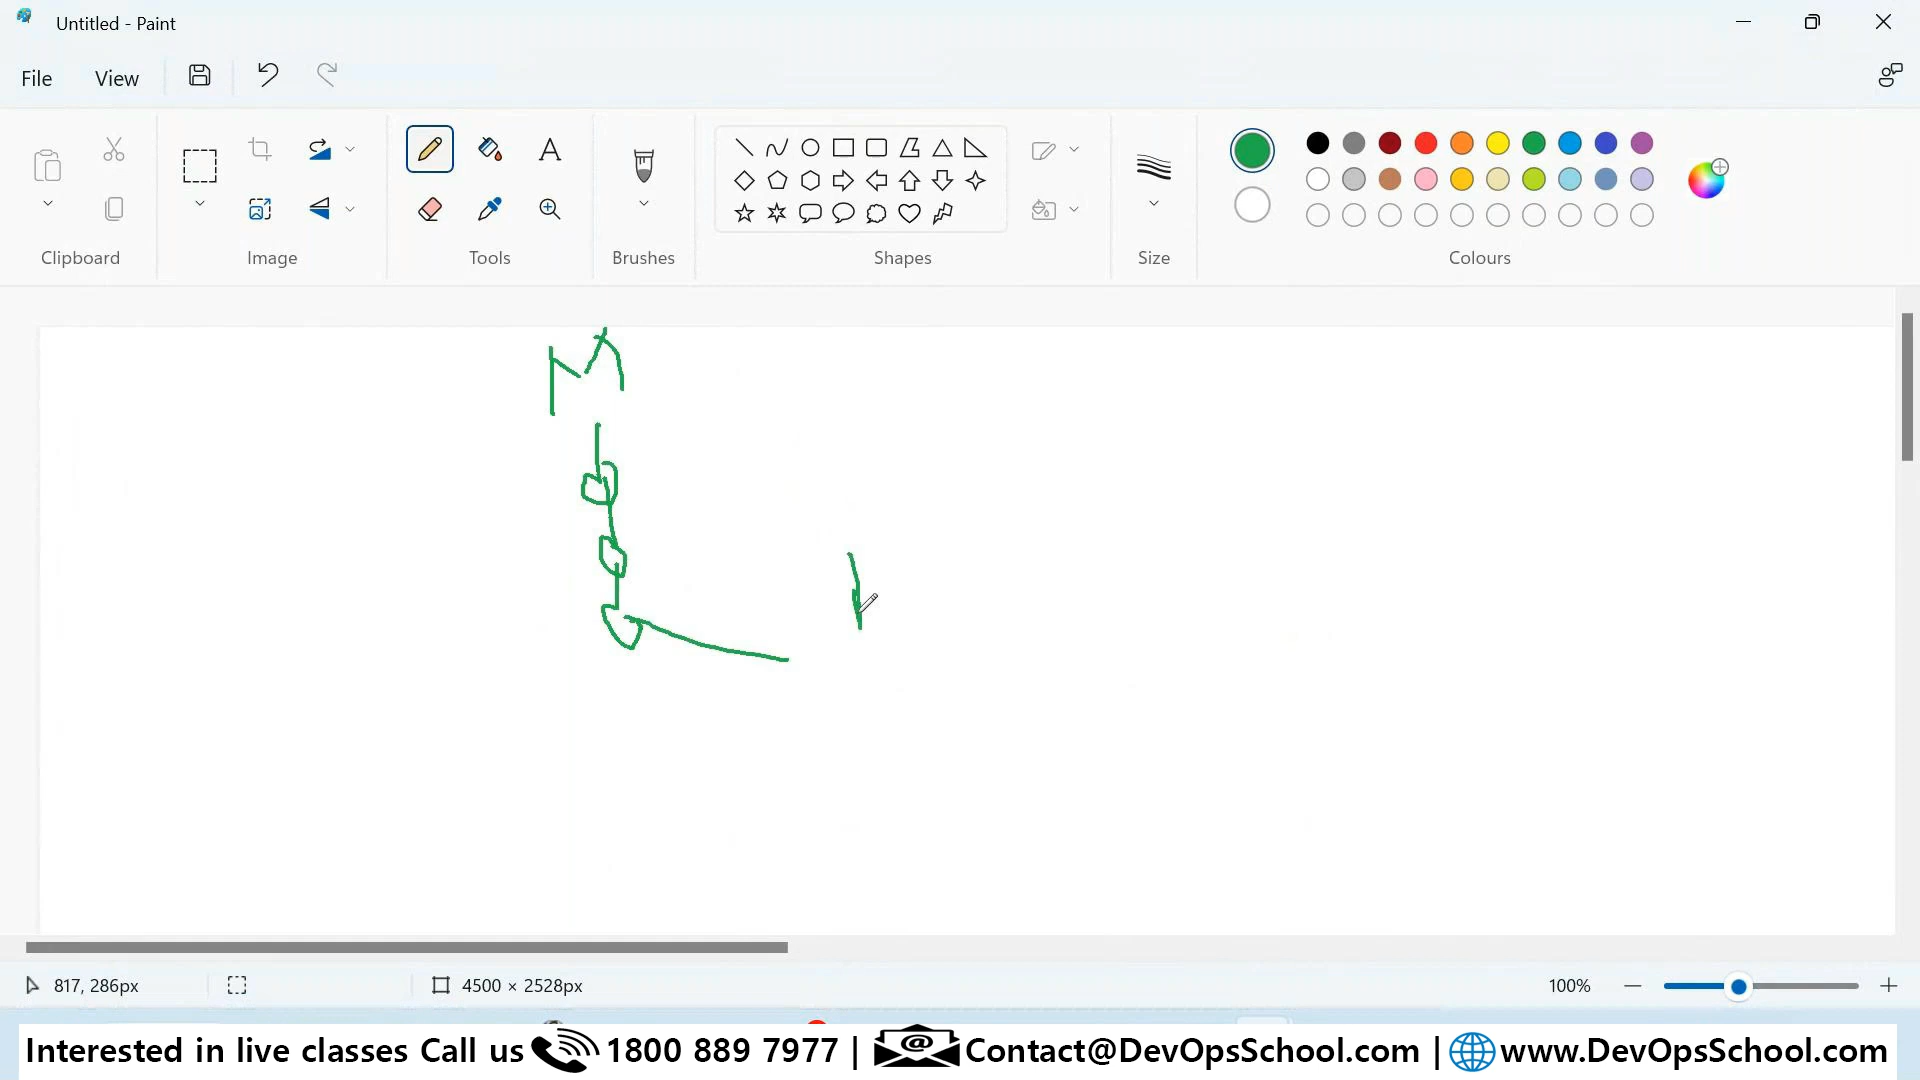 Untitled - Paint
File View
Clipboard
Image
Tools
Brushes
Shapes
Size
Colours
M
817, 286px
4500 × 2528px
100%
Interested in live classes Call us 1800 889 7977 | Contact@DevOpsSchool.com | www.DevOpsSchool.com